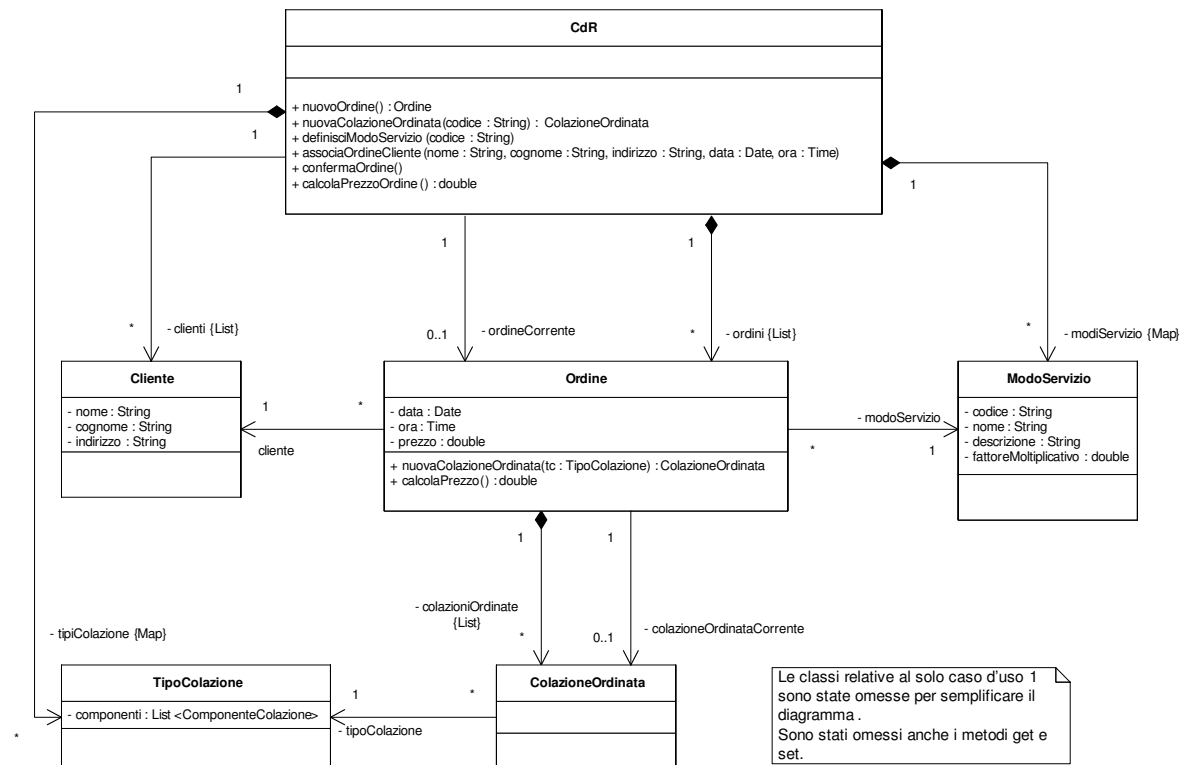 CdR
1
+ nuovoOrdine() : Ordine
+ nuovaColazioneOrdinata(codice : String) : ColazioneOrdinata
+ definisciModoServizio (codice : String)
+ associaOrdineCliente(nome : String, cognome : String, indirizzo : String, data : Date, ora : Time)
+ confermaOrdine()
+ calcolaPrezzoOrdine () : double
1
1
1
1
*
- clienti {List}
0..1
- ordineCorrente
*
- ordini {List}
*
- modiServizio {Map}
Cliente
- nome : String
- cognome : String
- indirizzo : String
1
*
cliente
Ordine
- data : Date
- ora : Time
- prezzo : double
+ nuovaColazioneOrdinata(tc : TipoColazione) : ColazioneOrdinata
+ calcolaPrezzo() : double
- modoServizio
*
1
ModoServizio
- codice : String
- nome : String
- descrizione : String
- fattoreMoltiplicativo : double
1
1
- colazioniOrdinate
{List}
*
0..1
- colazioneOrdinataCorrente
- tipiColazione {Map}
*
TipoColazione
- componenti : List <ComponenteColazione>
1
*
- tipoColazione
ColazioneOrdinata
Le classi relative al solo caso d'uso 1
sono state omesse per semplificare il
diagramma .
Sono stati omessi anche i metodi get e
set.